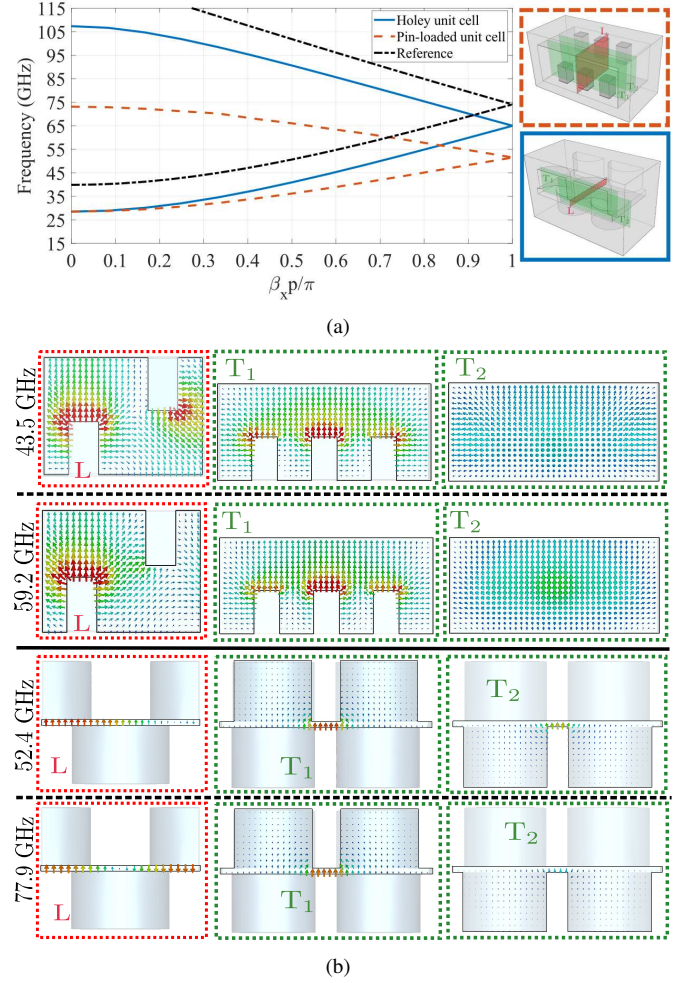 115
105
95
85
75
65
55
45
35
25
15
Frequency (GHz)
Holey unit cell
Pin-loaded unit cell
Reference
0 0.1 0.2 0.3 0.4 0.5 0.6 0.7 0.8 0.9 1
βₓp/π
L
T₁
T₂
T₁
L
T₂
(a)
43.5 GHz
L
T₁
T₂
59.2 GHz
L
T₁
T₂
52.4 GHz
L
T₁
T₂
77.9 GHz
L
T₁
T₂
(b)